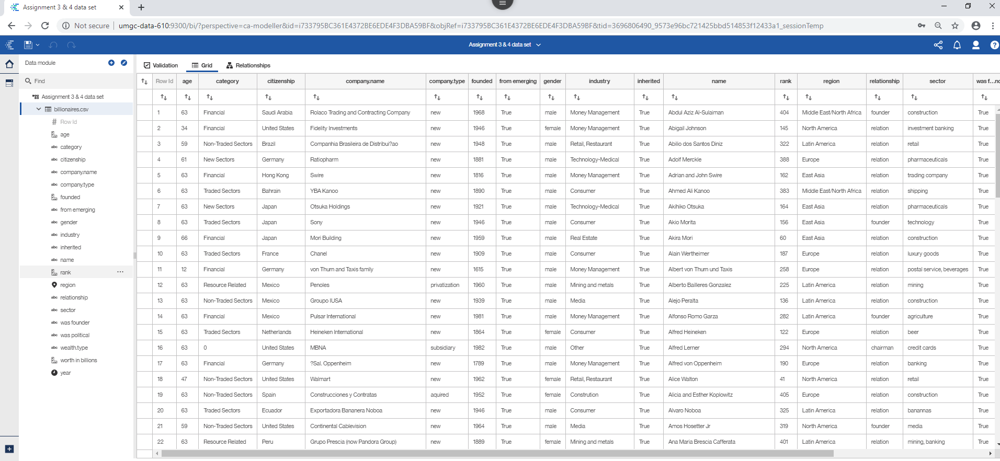 Assignment 3 & 4 data set
Not secure umgc-data-610:9300/bi/?perspective=ca-modeller&id=i733795BC361E4372BE6EDE4F3DBA59BF&objRef=i733795BC361E4372BE6EDE4F3DBA59BF&tid=3696806490_9573e96bc721425bbd514853f12433a1_sessionTemp
Assignment 3 & 4 data set
Data module
Find
Assignment 3 & 4 data set
billionaires.csv
# Row Id
age
abc category
abc citizenship
abc company.name
abc company.type
founded
abc from emerging
abc gender
abc industry
abc inherited
abc name
rank ...
region
abc relationship
abc sector
abc was founder
abc was political
abc wealth.type
worth in billions
year
Validation Grid Relationships
Row Id age category citizenship company.name company.type founded from emerging gender industry inherited name rank region relationship sector was f...nd
1 63 Financial Saudi Arabia Rolaco Trading and Contracting Company new 1968 True male Money Management True Abdul Aziz Al-Sulaiman 404 Middle East/North Africa founder construction True
2 34 Financial United States Fidelity Investments new 1946 True female Money Management True Abigail Johnson 145 North America relation investment banking True
3 59 Non-Traded Sectors Brazil Companhia Brasileira de Distribui?ao new 1948 True male Retail, Restaurant True Abilio dos Santos Diniz 322 Latin America relation retail True
4 61 New Sectors Germany Ratiopharm new 1881 True male Technology-Medical True Adolf Merckle 388 Europe relation pharmaceuticals True
5 63 Financial Hong Kong Swire new 1816 True male Money Management True Adrian and John Swire 162 East Asia relation trading company True
6 63 Traded Sectors Bahrain YBA Kanoo new 1890 True male Consumer True Ahmed Ali Kanoo 383 Middle East/North Africa relation shipping True
7 63 New Sectors Japan Otsuka Holdings new 1921 True male Technology-Medical True Akihiko Otsuka 164 East Asia relation pharmaceuticals True
8 63 Traded Sectors Japan Sony new 1946 True male Consumer True Akio Morita 156 East Asia founder technology True
9 66 Financial Japan Mori Building new 1959 True male Real Estate True Akira Mori 60 East Asia relation construction True
10 63 Traded Sectors France Chanel new 1909 True male Consumer True Alain Wertheimer 187 Europe relation luxury goods True
11 12 Financial Germany von Thurn and Taxis family new 1615 True male Money Management True Albert von Thurn und Taxis 258 Europe relation postal service, beverages True
12 63 Resource Related Mexico Penoles privatization 1960 True male Mining and metals True Alberto Bailleres Gonzalez 225 Latin America relation mining True
13 63 Non-Traded Sectors Mexico Groupo IUSA new 1939 True male Media True Alejo Peralta 136 Latin America relation construction True
14 63 Financial Mexico Pulsar International new 1981 True male Money Management True Alfonso Romo Garza 282 Latin America founder agriculture True
15 63 Traded Sectors Netherlands Heineken International new 1864 True female Consumer True Alfred Heineken 122 Europe relation beer True
16 63 0 United States MBNA subsidiary 1982 True male Other True Alfred Lerner 294 North America chairman credit cards True
17 63 Financial Germany ?Sal. Oppenheim new 1789 True male Money Management True Alfred von Oppenheim 190 Europe relation banking True
18 47 Non-Traded Sectors United States Walmart new 1962 True female Retail, Restaurant True Alice Walton 41 North America relation retail True
19 63 Non-Traded Sectors Spain Construcciones y Contratas aquired 1952 True female Constrution True Alicia and Esther Koplowitz 405 Europe relation construction True
20 63 Traded Sectors Ecuador Exportadora Bananera Noboa new 1946 True male Consumer True Alvaro Noboa 325 Latin America relation banannas True
21 59 Non-Traded Sectors United States Continental Cablevision new 1964 True male Media True Amos Hosetter Jr 319 North America founder media True
22 63 Resource Related Peru Grupo Prescia (now Pandora Group) new 1889 True female Mining and metals True Ana Maria Brescia Cafferata 401 Latin America relation mining, banking True